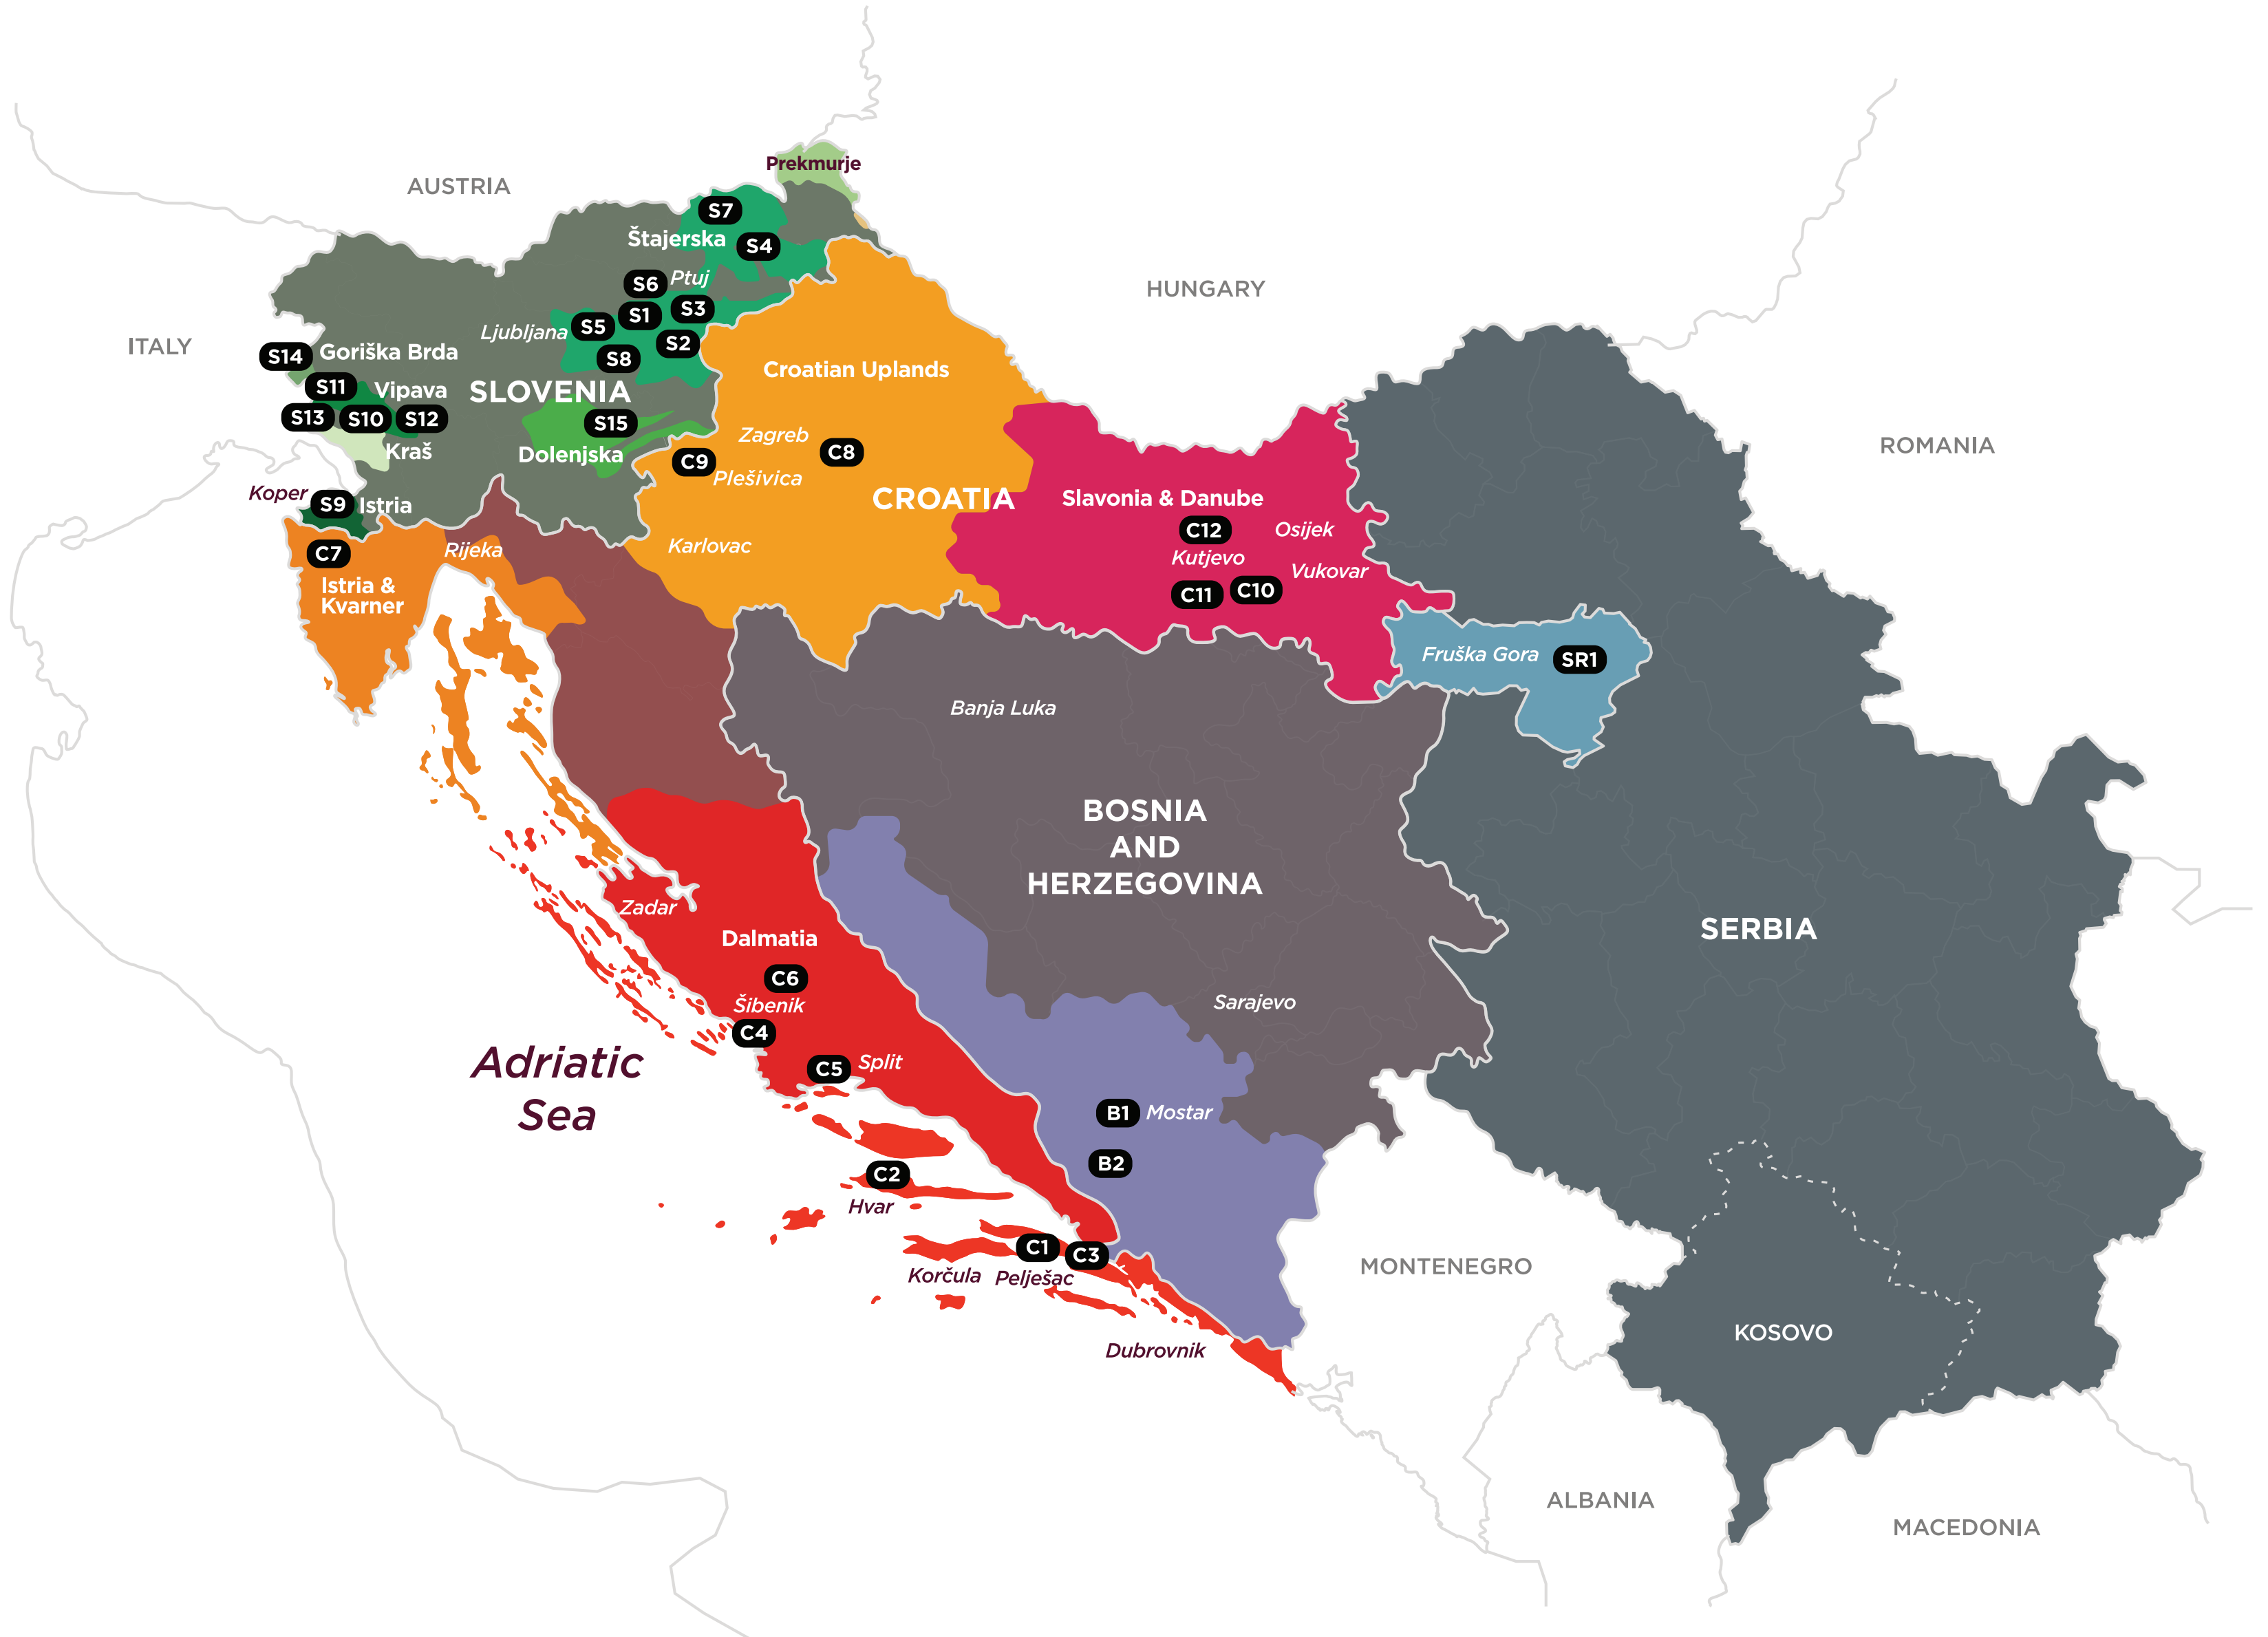 Prekmurje
AUSTRIA
S7
Štajerska
S4
S6
Ptuj
HUNGARY
S1
S3
Ljubljana
S5
S2
ITALY
S14
Goriška Brda
S8
Croatian Uplands
S11
Vipava
SLOVENIA
S13
S10
S12
S15
Zagreb
C8
ROMANIA
Kraš
Dolenjska
C9
Plešivica
Koper
S9
Istria
CROATIA
Slavonia & Danube
C12
Osijek
C7
Rijeka
Karlovac
Kutjevo
Vukovar
Istria &
Kvarner
C11
C10
Fruška Gora
SR1
Banja Luka
BOSNIA
AND
HERZEGOVINA
Zadar
SERBIA
Dalmatia
C6
Šibenik
Sarajevo
C4
Adriatic
Sea
C5
Split
B1
Mostar
B2
C2
Hvar
C1
C3
Korčula
Pelješac
MONTENEGRO
Dubrovnik
KOSOVO
ALBANIA
MACEDONIA